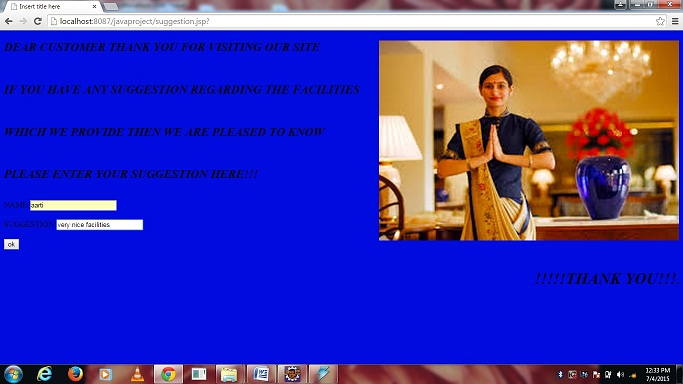 Insert title here
localhost:8087/javaproject/suggestion.jsp?
DEAR CUSTOMER THANK YOU FOR VISITING OUR SITE
IF YOU HAVE ANY SUGGESTION REGARDING THE FACILITIES
WHICH WE PROVIDE THEN WE ARE PLEASED TO KNOW
PLEASE ENTER YOUR SUGGESTION HERE!!!
NAME aarti
SUGGESTION very nice facilities
ok
!!!!!THANK YOU!!!.
12:33 PM
7/4/2015